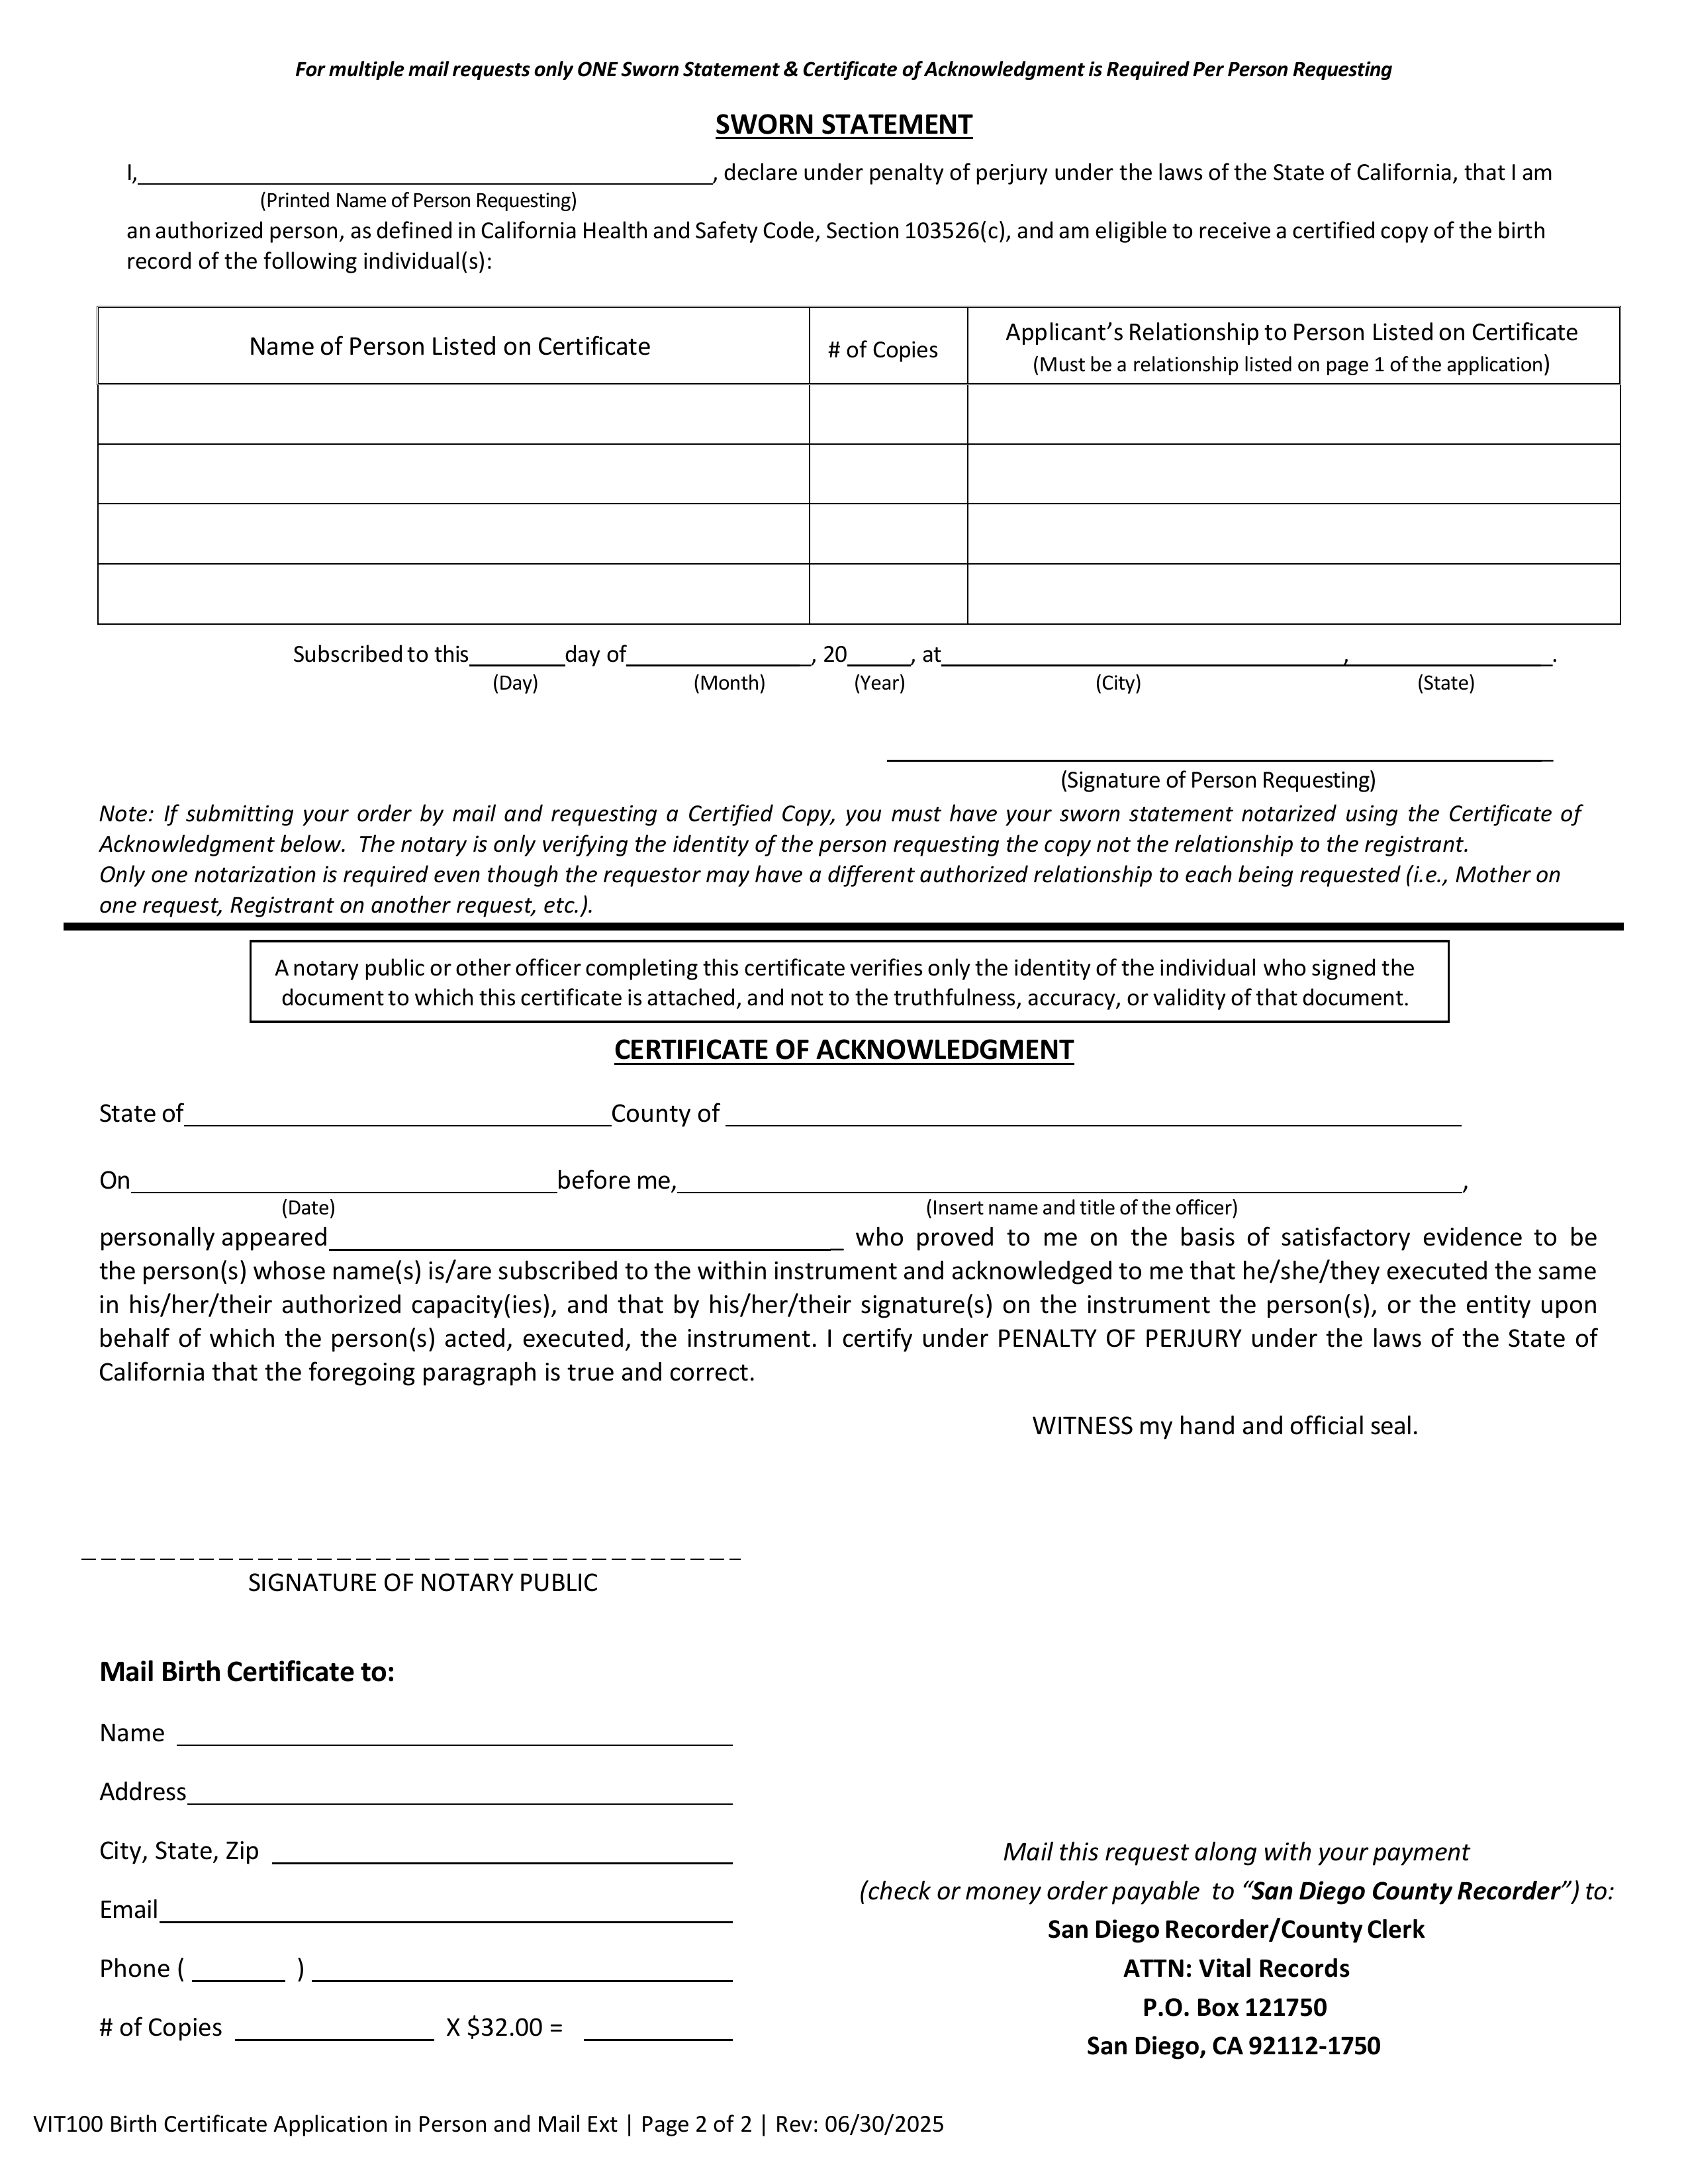 For multiple mail requests only ONE Sworn Statement & Certificate of Acknowledgment is Required Per Person Requesting
SWORN STATEMENT
I,____________________, declare under penalty of perjury under the laws of the State of California, that I am
(Printed Name of Person Requesting)
an authorized person, as defined in California Health and Safety Code, Section 103526(c), and am eligible to receive a certified copy of the birth
record of the following individual(s):
Name of Person Listed on Certificate
# of Copies
Applicant’s Relationship to Person Listed on Certificate
(Must be a relationship listed on page 1 of the application)
Subscribed to this_______day of______________, 20_____, at______________________________,_______________.
(Day) (Month) (Year) (City) (State)
(Signature of Person Requesting)
Note: If submitting your order by mail and requesting a Certified Copy, you must have your sworn statement notarized using the Certificate of
Acknowledgment below. The notary is only verifying the identity of the person requesting the copy not the relationship to the registrant.
Only one notarization is required even though the requestor may have a different authorized relationship to each being requested (i.e., Mother on
one request, Registrant on another request, etc.).
A notary public or other officer completing this certificate verifies only the identity of the individual who signed the
document to which this certificate is attached, and not to the truthfulness, accuracy, or validity of that document.
CERTIFICATE OF ACKNOWLEDGMENT
State of____________________County of ____________________
On____________________before me,____________________,
(Date) (Insert name and title of the officer)
personally appeared____________________ who proved to me on the basis of satisfactory evidence to be
the person(s) whose name(s) is/are subscribed to the within instrument and acknowledged to me that he/she/they executed the same
in his/her/their authorized capacity(ies), and that by his/her/their signature(s) on the instrument the person(s), or the entity upon
behalf of which the person(s) acted, executed, the instrument. I certify under PENALTY OF PERJURY under the laws of the State of
California that the foregoing paragraph is true and correct.
WITNESS my hand and official seal.
SIGNATURE OF NOTARY PUBLIC
Mail Birth Certificate to:
Name ____________________
Address____________________
City, State, Zip ____________________
Email____________________
Phone ( _______ ) ____________________
# of Copies __________ X $32.00 = __________
Mail this request along with your payment
(check or money order payable to “San Diego County Recorder”) to:
San Diego Recorder/County Clerk
ATTN: Vital Records
P.O. Box 121750
San Diego, CA 92112-1750
VIT100 Birth Certificate Application in Person and Mail Ext | Page 2 of 2 | Rev: 06/30/2025